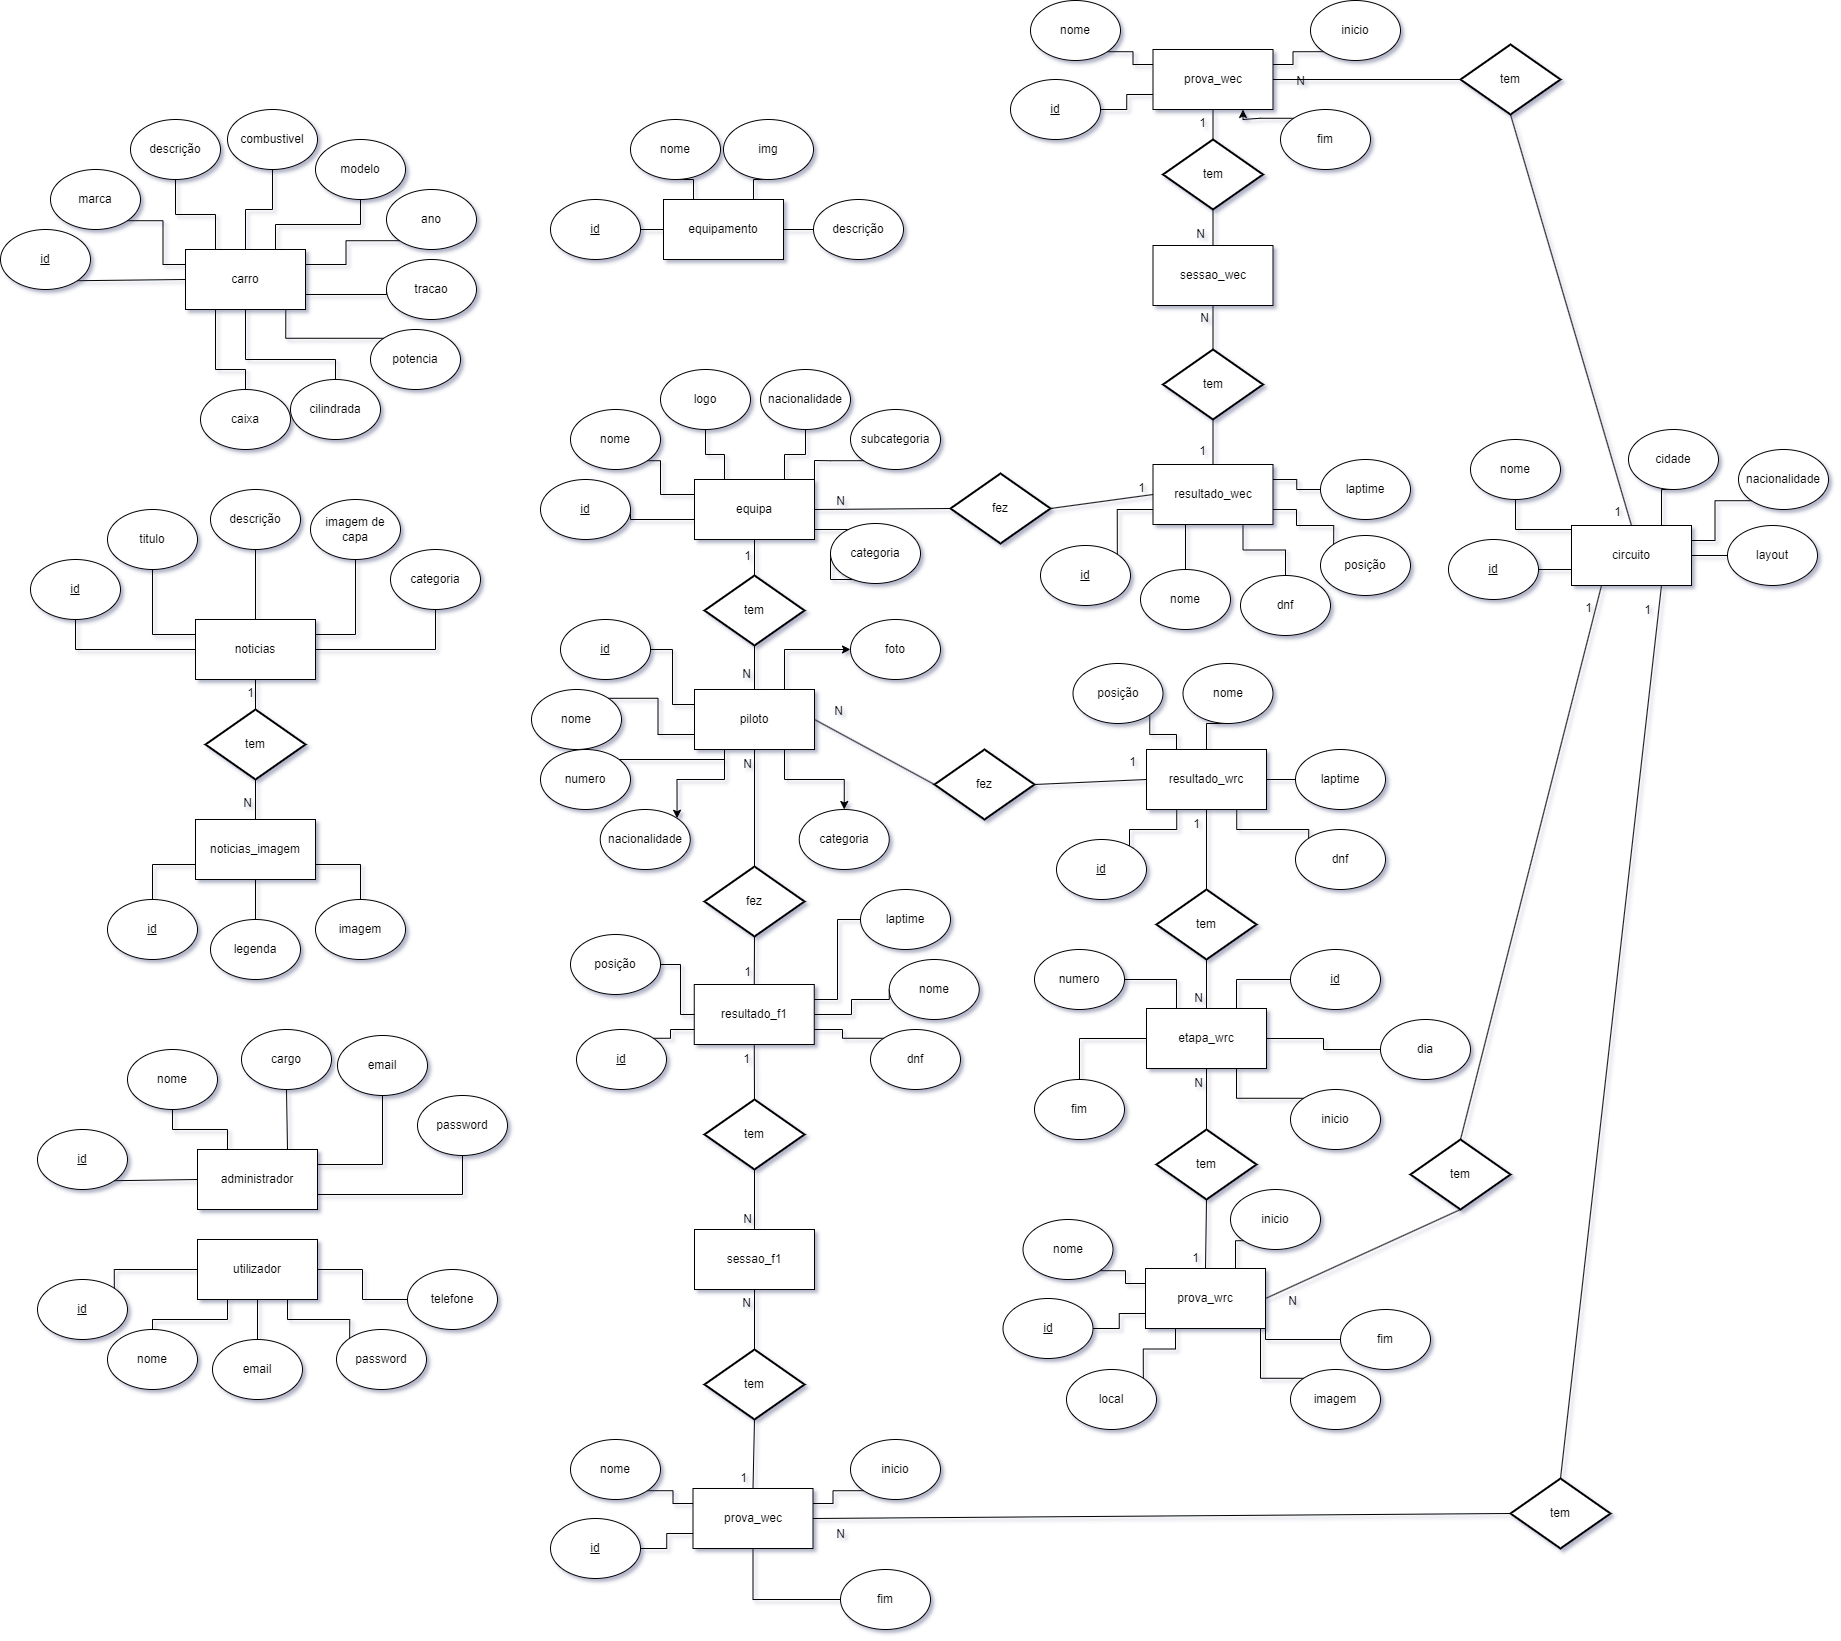 nome
inicio
prova_wec
N
tem
id
1
fim
tem
N
sessao_wec
N
tem
1
descrição
combustivel
modelo
marca
ano
id
carro
tracao
potencia
caixa
cilindrada
nome
img
id
equipamento
descrição
logo
nacionalidade
nome
subcategoria
id
equipa
N
fez
1
resultado_wec
laptime
categoria
posição
id
nome
dnf
1
tem
N
nome
cidade
nacionalidade
1
id
circuito
layout
1
1
titulo
descrição
imagem de
capa
categoria
id
noticias
1
tem
N
noticias_imagem
id
legenda
imagem
id
foto
nome
piloto
N
numero
N
nacionalidade
categoria
fez
1
posição
nome
resultado_wrc
laptime
id
1
dnf
tem
fez
laptime
posição
1
nome
resultado_f1
id
1
dnf
numero
id
N
etapa_wrc
dia
N
fim
inicio
tem
tem
nome
cargo
email
password
id
administrador
utilizador
id
telefone
nome
email
password
tem
N
sessao_f1
N
tem
1
inicio
nome
1
prova_wrc
N
id
fim
local
imagem
nome
inicio
prova_wec
N
tem
id
fim